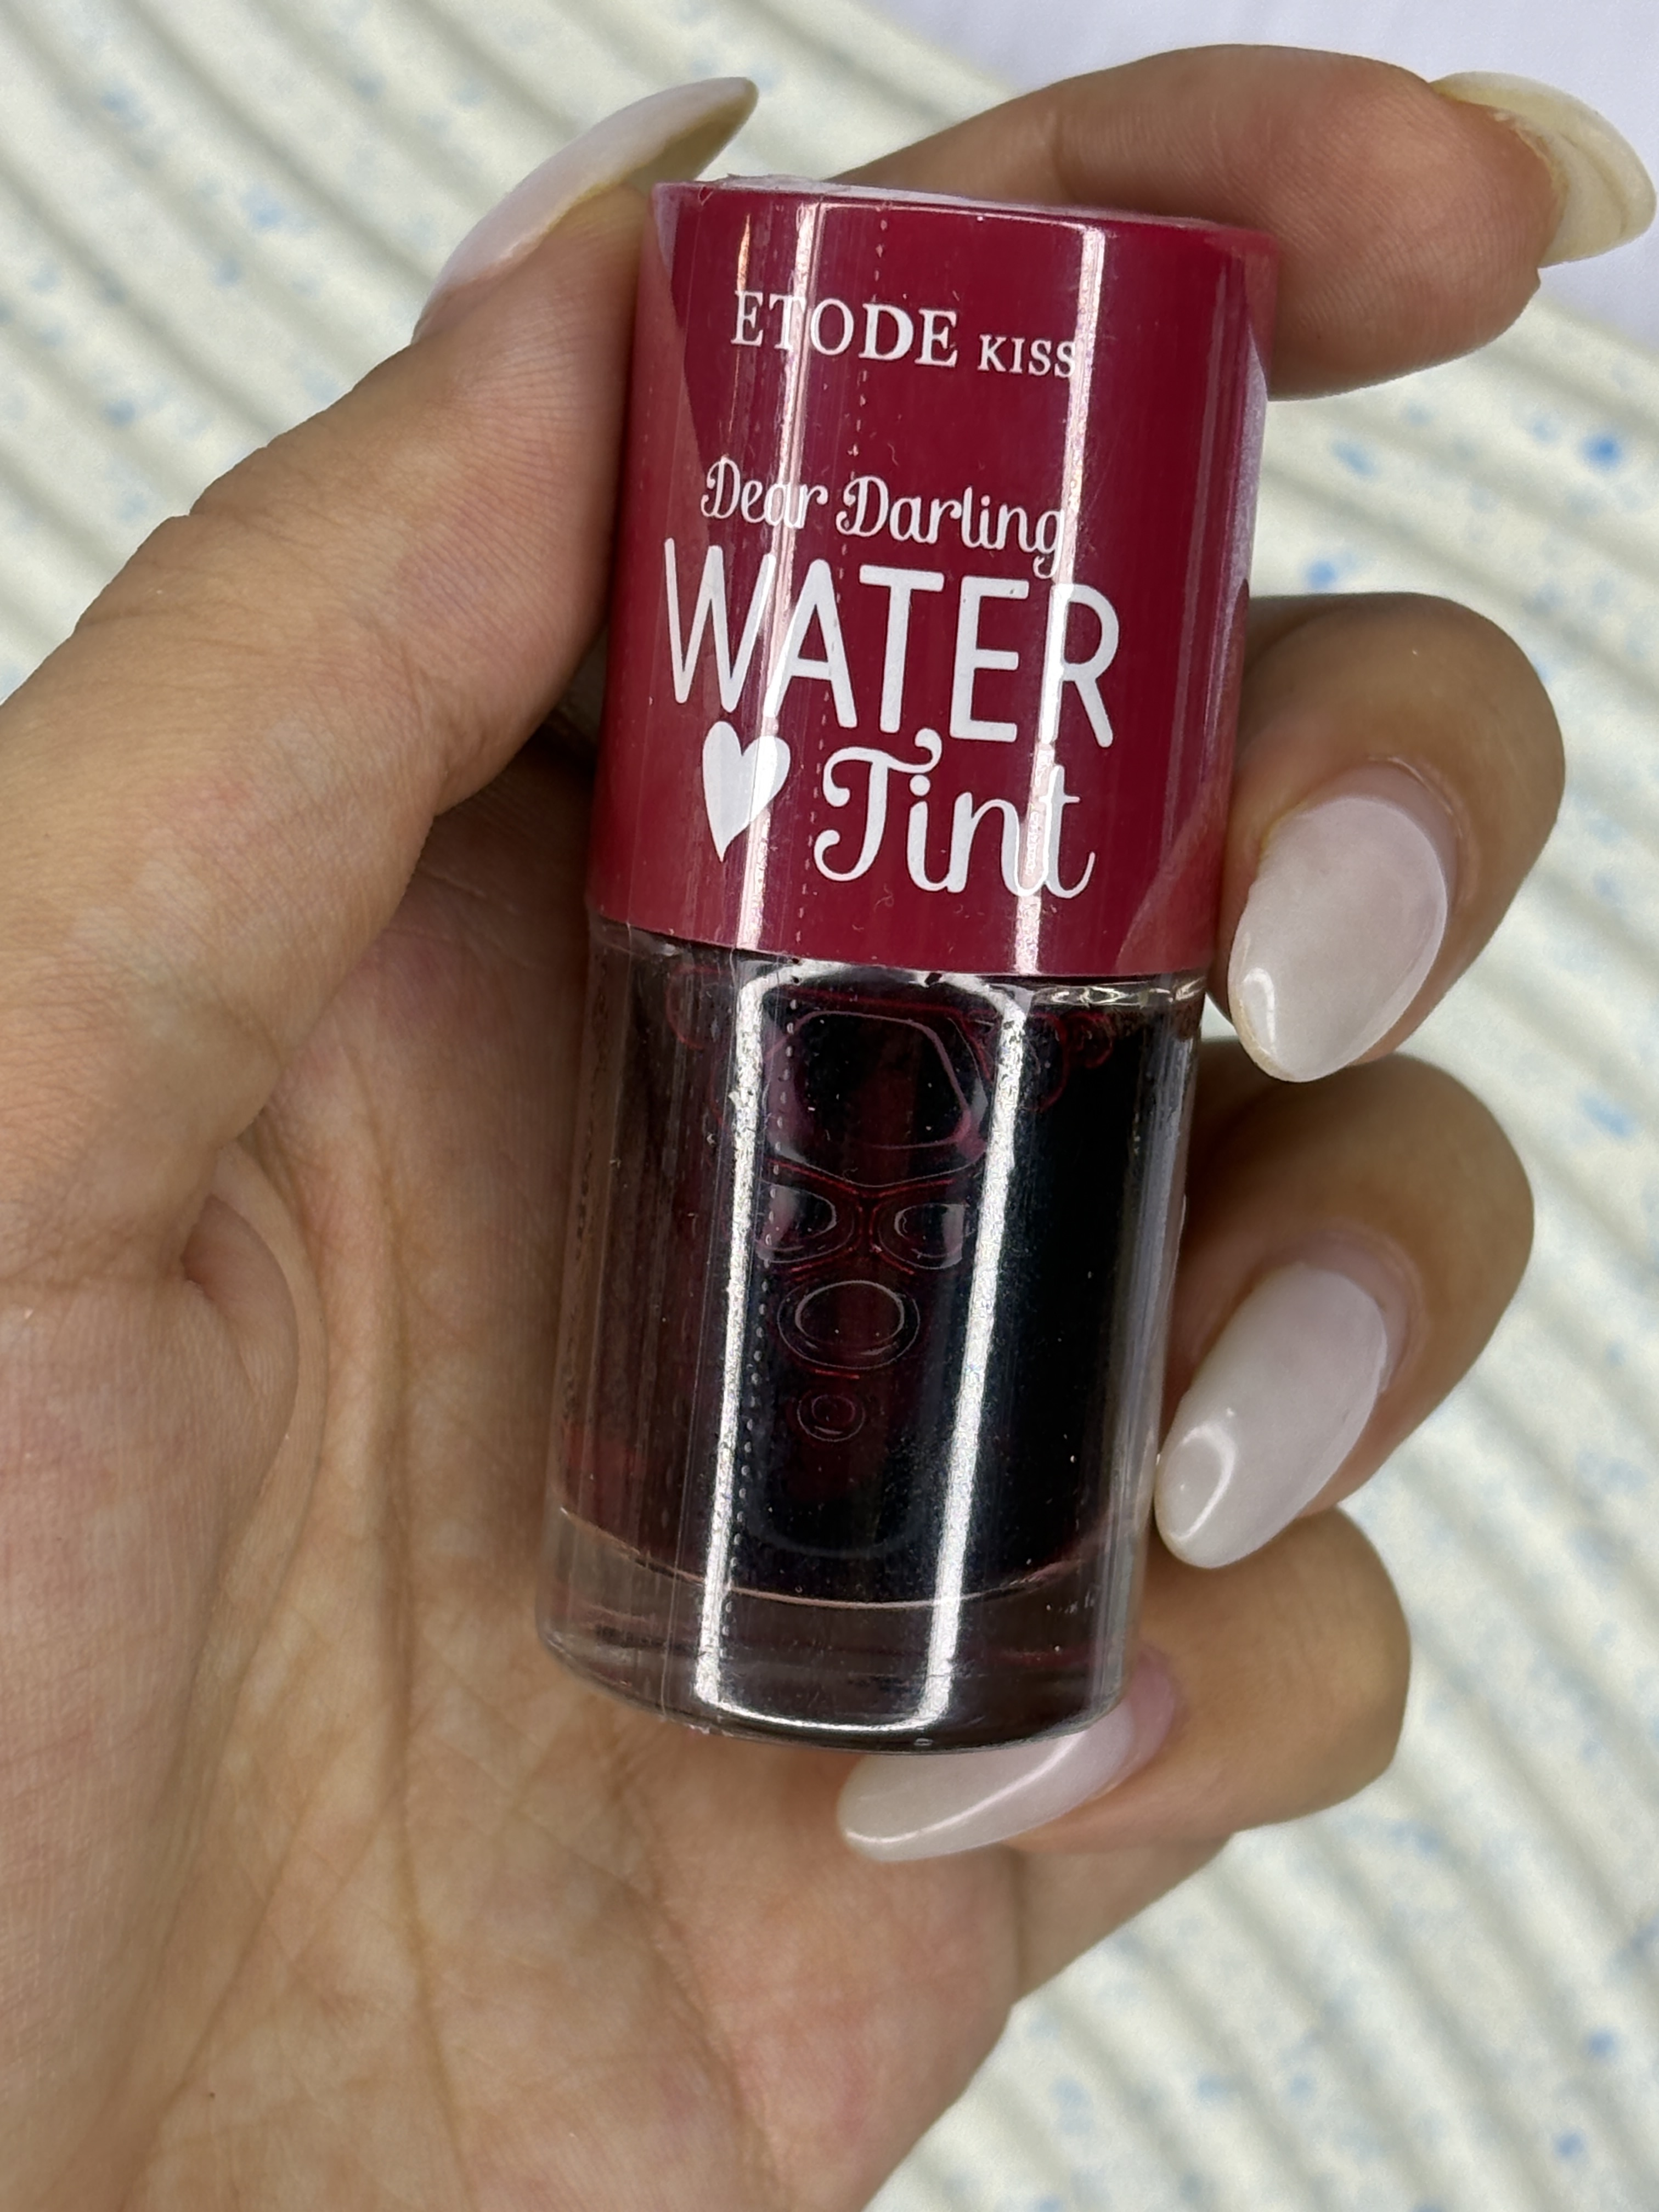 ETODE KISS
Dear Darling
WATER
Tint